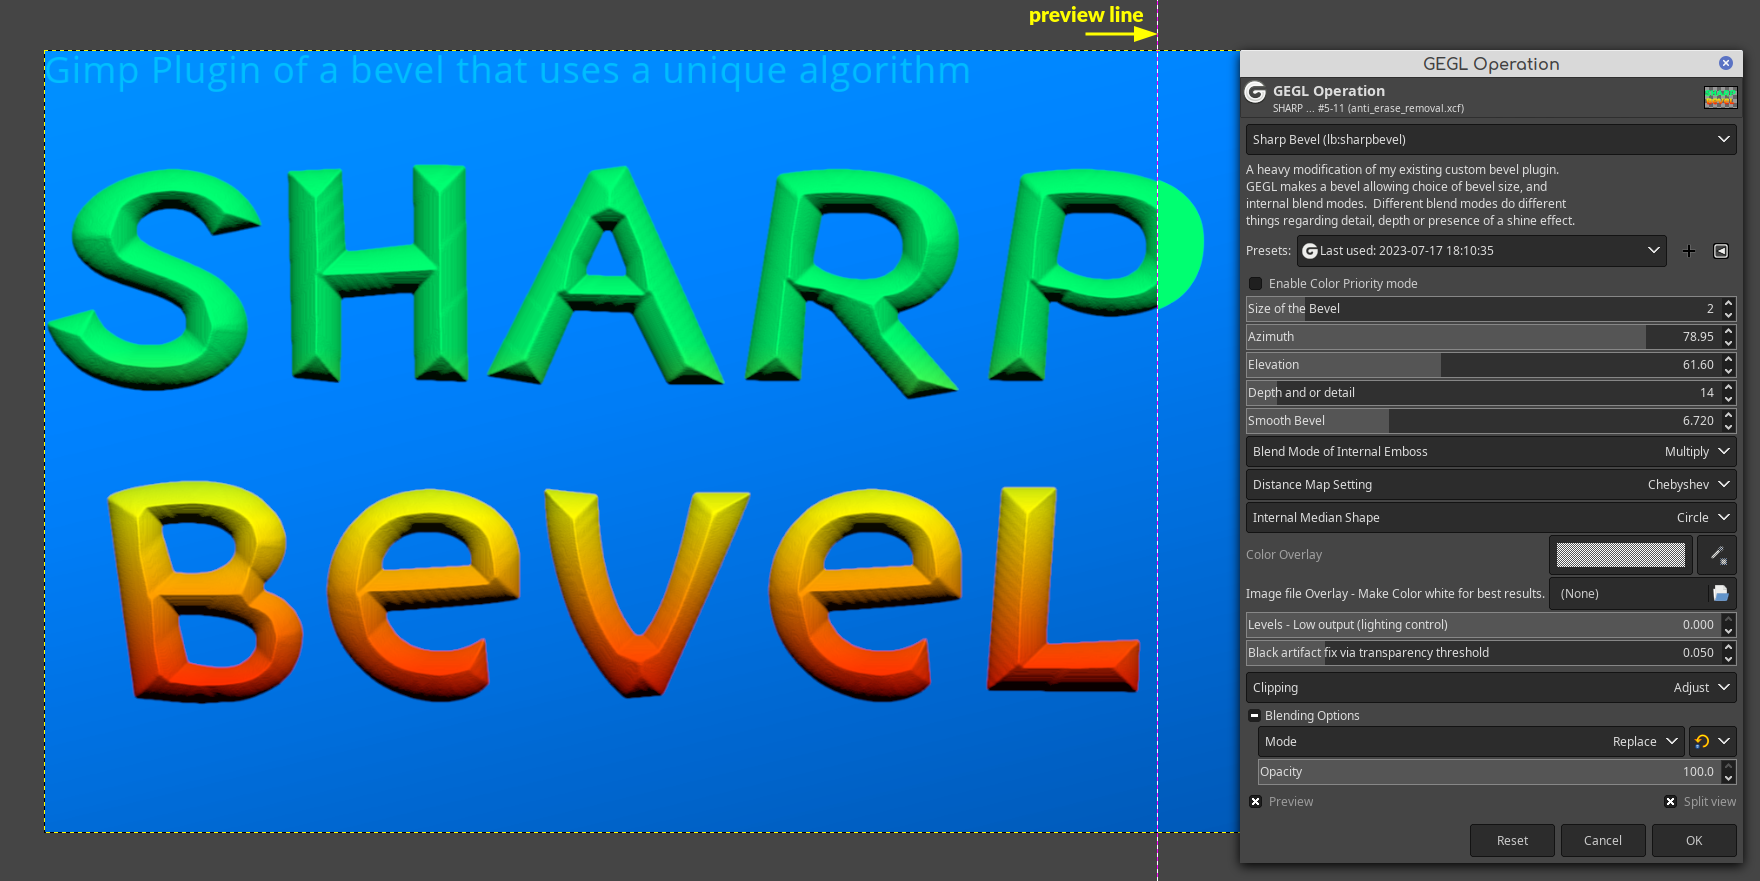 preview line
Gimp Plugin of a bevel that uses a unique algorithm
SHARP
BeVeL
GEGL Operation
GEGL Operation
SHARP ... #5-11 (anti_erase_removal.xcf)
Sharp Bevel (lb:sharpbevel)
A heavy modification of my existing custom bevel plugin.
GEGL makes a bevel allowing choice of bevel size, and
internal blend modes.  Different blend modes do different
things regarding detail, depth or presence of a shine effect.
Presets: Last used: 2023-07-17 18:10:35
Enable Color Priority mode
Size of the Bevel 2
Azimuth 78.95
Elevation 61.60
Depth and or detail 14
Smooth Bevel 6.720
Blend Mode of Internal Emboss Multiply
Distance Map Setting Chebyshev
Internal Median Shape Circle
Color Overlay
Image file Overlay - Make Color white for best results. (None)
Levels - Low output (lighting control) 0.000
Black artifact fix via transparency threshold 0.050
Clipping Adjust
Blending Options
Mode Replace
Opacity 100.0
Preview Split view
Reset Cancel OK